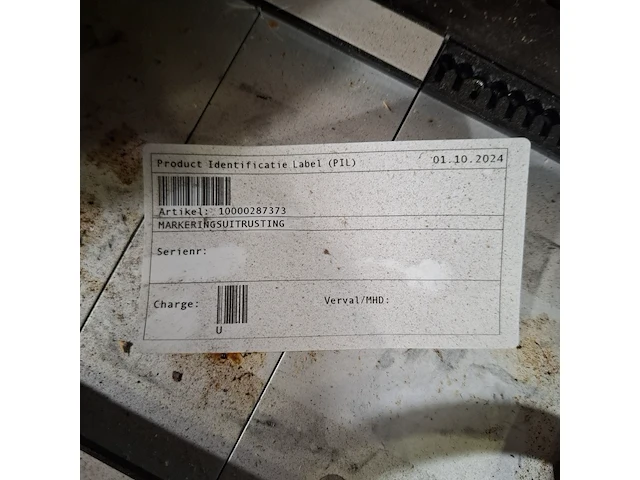 Product Identificatie Label (PIL) 01.10.2024
Artikel: 10000287373
MARKERINGSUITRUSTING
Serienr:
Charge: Verval/MHD:
U